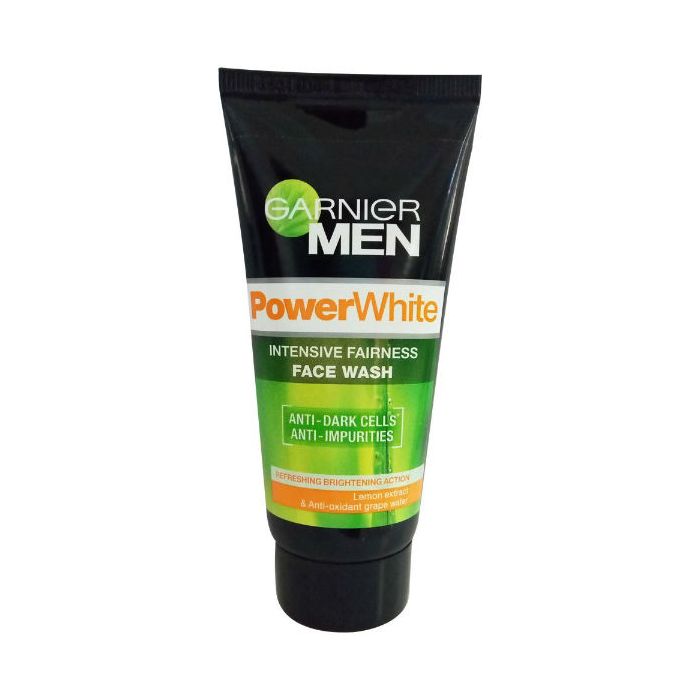 GARNIER
MEN
PowerWhite
INTENSIVE FAIRNESS
FACE WASH
ANTI-DARK CELLS*
ANTI-IMPURITIES
REFRESHING BRIGHTENING ACTION
Lemon extract
& Anti-oxidant grape water